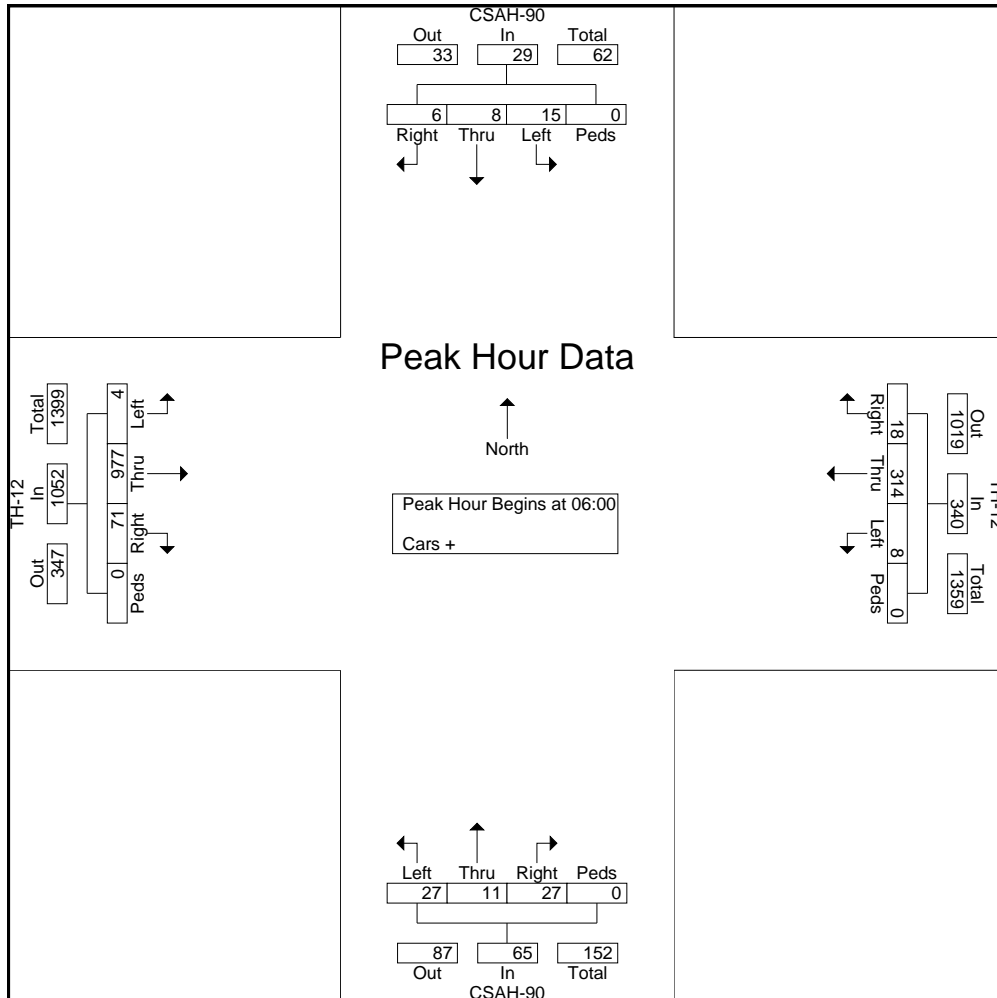 CSAH-90
Out In Total
33 29 62
6 8 15 0
Right Thru Left Peds
Peak Hour Data
North
Peak Hour Begins at 06:00
Cars +
TH-12
Out In Total
347 1052 1399
4 977 71 0
Left Thru Right Peds
TH-12
Out In Total
1019 340 1359
18 314 8 0
Right Thru Left Peds
Left Thru Right Peds
27 11 27 0
87 65 152
Out In Total
CSAH-90